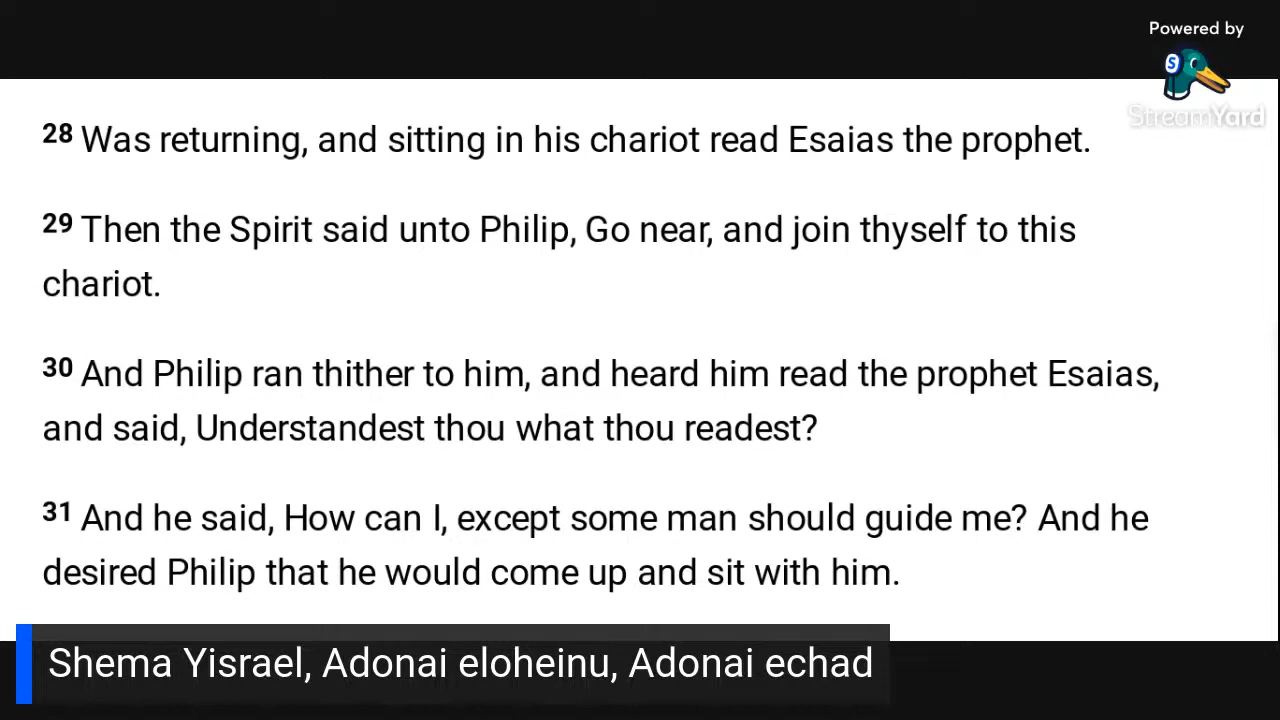 Powered by
StreamYard
28 Was returning, and sitting in his chariot read Esaias the prophet.
29 Then the Spirit said unto Philip, Go near, and join thyself to this
chariot.
30 And Philip ran thither to him, and heard him read the prophet Esaias,
and said, Understandest thou what thou readest?
31 And he said, How can I, except some man should guide me? And he
desired Philip that he would come up and sit with him.
Shema Yisrael, Adonai eloheinu, Adonai echad